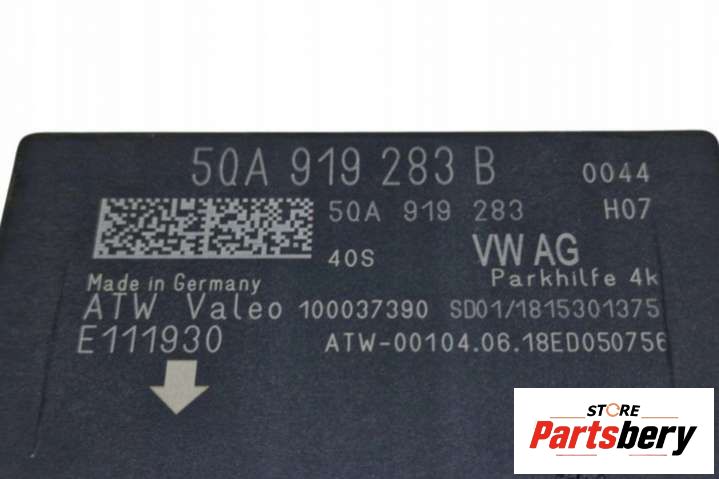 5QA 919 283 B 0044
5QA 919 283 H07
40S VW AG
Made in Germany Parkhilfe 4k
ATW Valeo 100037390 SD01/1815301375
E111930 ATW-00104.06.18ED050756
STORE
Partsbery